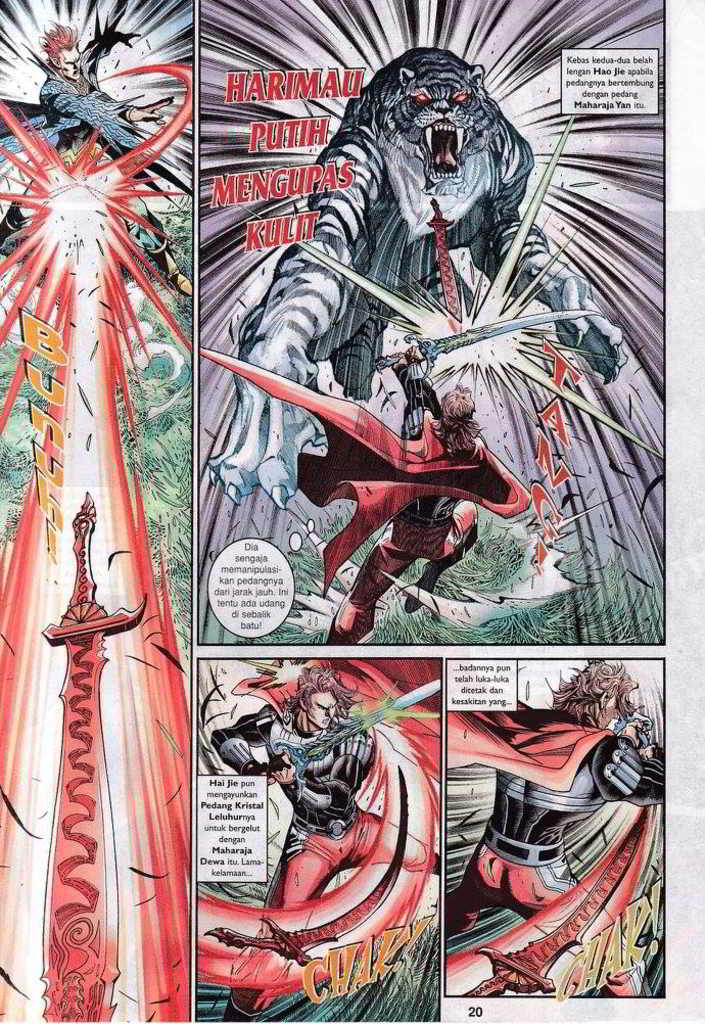 BUNG!
HARIMAU
PUTIH
MENGUPAS
KULIT
Kebas kedua-dua belah
lengan Hao Jie apabila
pedangnya bertembung
dengan pedang
Maharaja Yan itu.
TANG!
Dia
sengaja
memanipulasi-
kan pedangnya
dari jarak jauh. Ini
tentu ada udang
di sebalik
batu!
Hai Jie pun
mengayunkan
Pedang Kristal
Leluhurnya
untuk bergelut
dengan
Maharaja
Dewa itu. Lama-
kelamaan...
CHAK!
...badannya pun
telah luka-luka
ditetak dan
kesakitan yang...
CHAK!
20